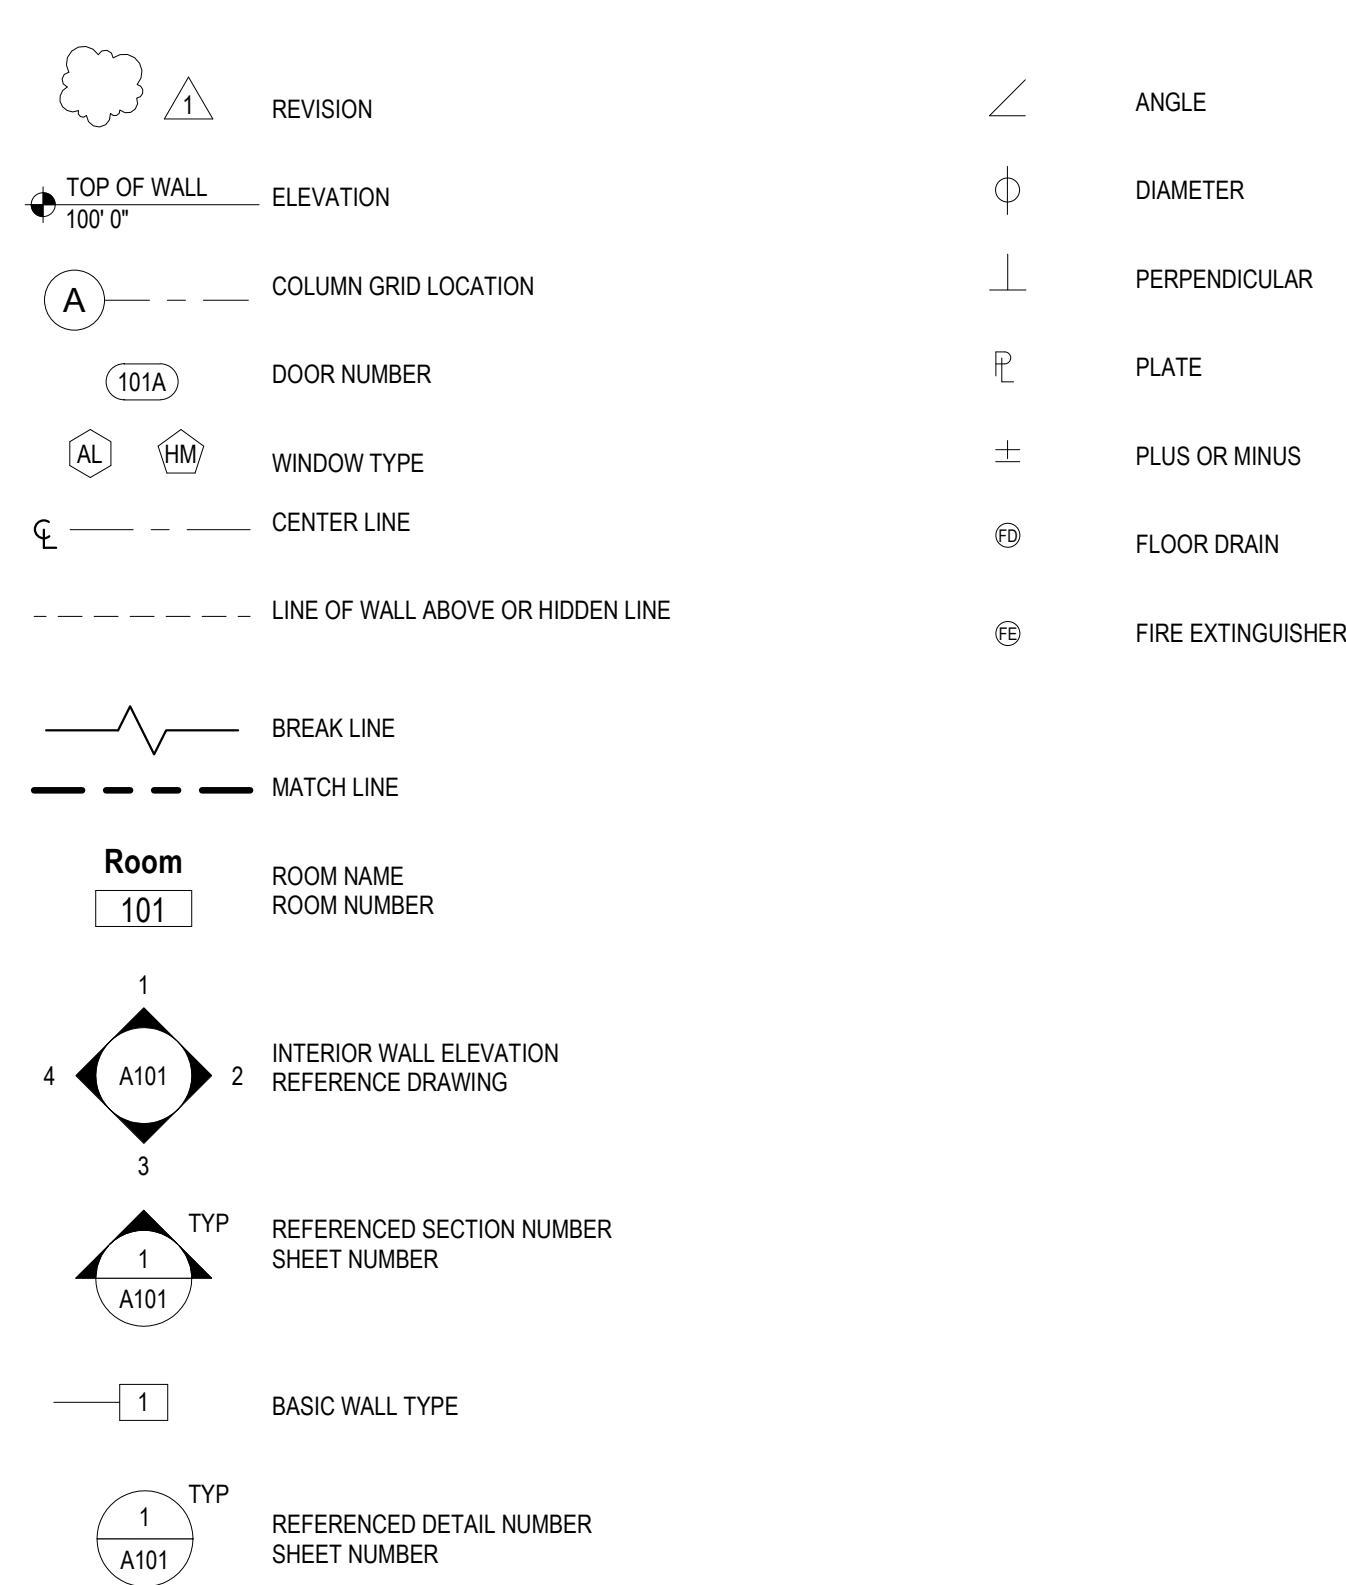 1
REVISION
TOP OF WALL
100' 0"
ELEVATION
A
COLUMN GRID LOCATION
101A
DOOR NUMBER
AL
HM
WINDOW TYPE
℄
CENTER LINE
LINE OF WALL ABOVE OR HIDDEN LINE
BREAK LINE
MATCH LINE
Room
101
ROOM NAME
ROOM NUMBER
1
4
A101
2
3
INTERIOR WALL ELEVATION
REFERENCE DRAWING
TYP
1
A101
REFERENCED SECTION NUMBER
SHEET NUMBER
1
BASIC WALL TYPE
TYP
1
A101
REFERENCED DETAIL NUMBER
SHEET NUMBER
ANGLE
DIAMETER
PERPENDICULAR
PL
PLATE
±
PLUS OR MINUS
FD
FLOOR DRAIN
FE
FIRE EXTINGUISHER